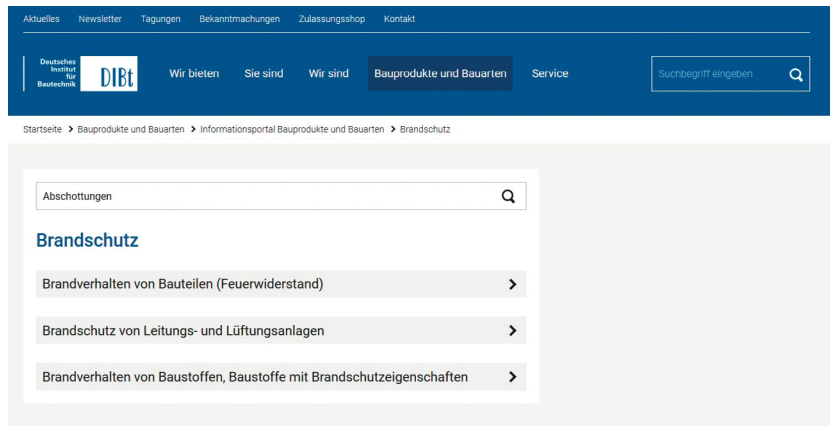 Aktuelles Newsletter Tagungen Bekanntmachungen Zulassungsshop Kontakt
Deutsches
Institut
für
Bautechnik
DIBt
Wir bieten Sie sind Wir sind Bauprodukte und Bauarten Service Suchbegriff eingeben
Startseite > Bauprodukte und Bauarten > Informationsportal Bauprodukte und Bauarten > Brandschutz
Abschottungen
Brandschutz
Brandverhalten von Bauteilen (Feuerwiderstand)
Brandschutz von Leitungs- und Lüftungsanlagen
Brandverhalten von Baustoffen, Baustoffe mit Brandschutzeigenschaften